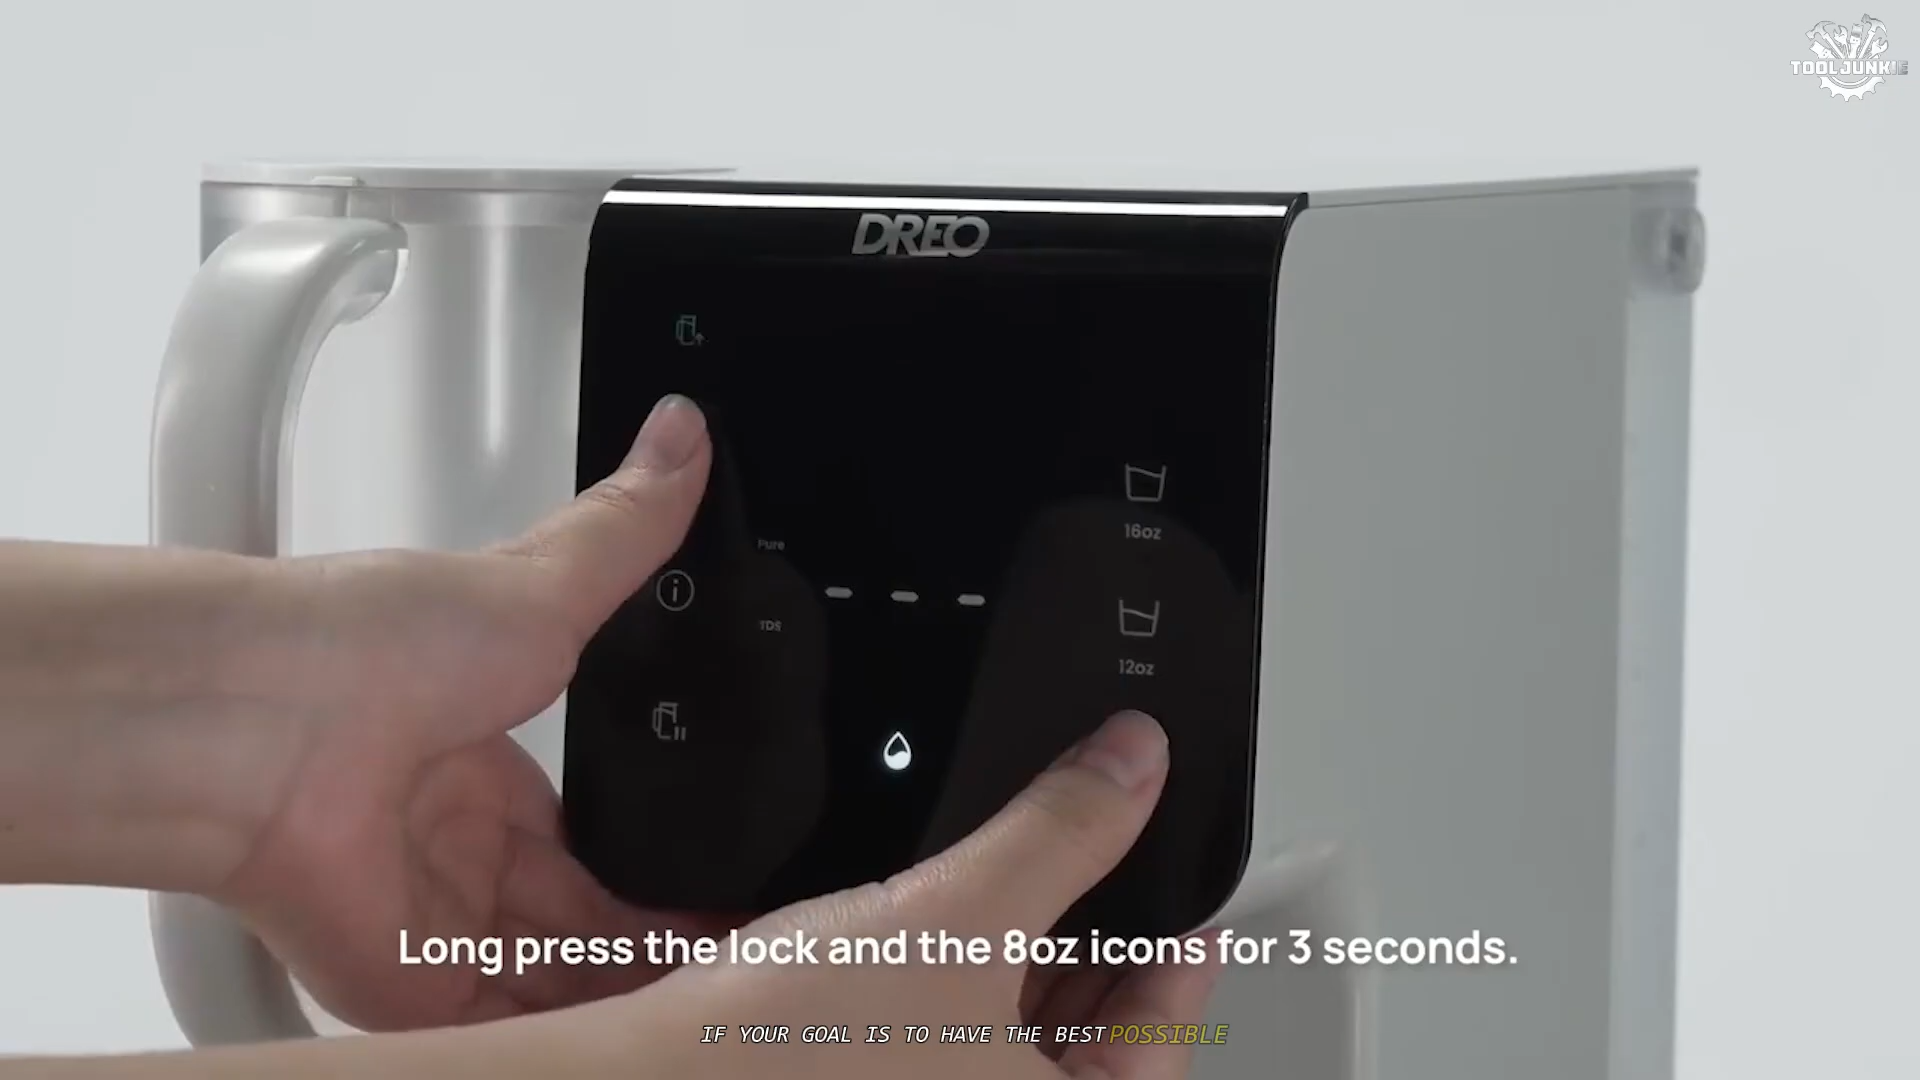 TOOLJUNKIE
DREO
Pure
TDS
16oz
12oz
Long press the lock and the 8oz icons for 3 seconds.
IF YOUR GOAL IS TO HAVE THE BEST POSSIBLE